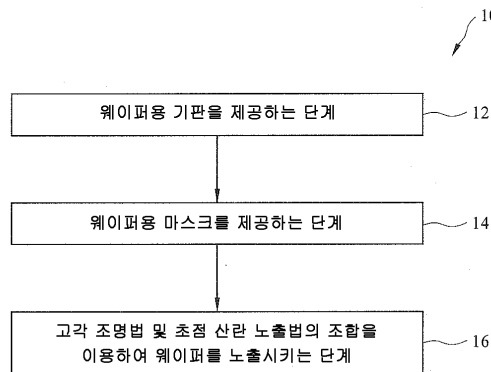 10
웨이퍼용 기판을 제공하는 단계
12
웨이퍼용 마스크를 제공하는 단계
14
고각 조명법 및 초점 산란 노출법의 조합을
이용하여 웨이퍼를 노출시키는 단계
16